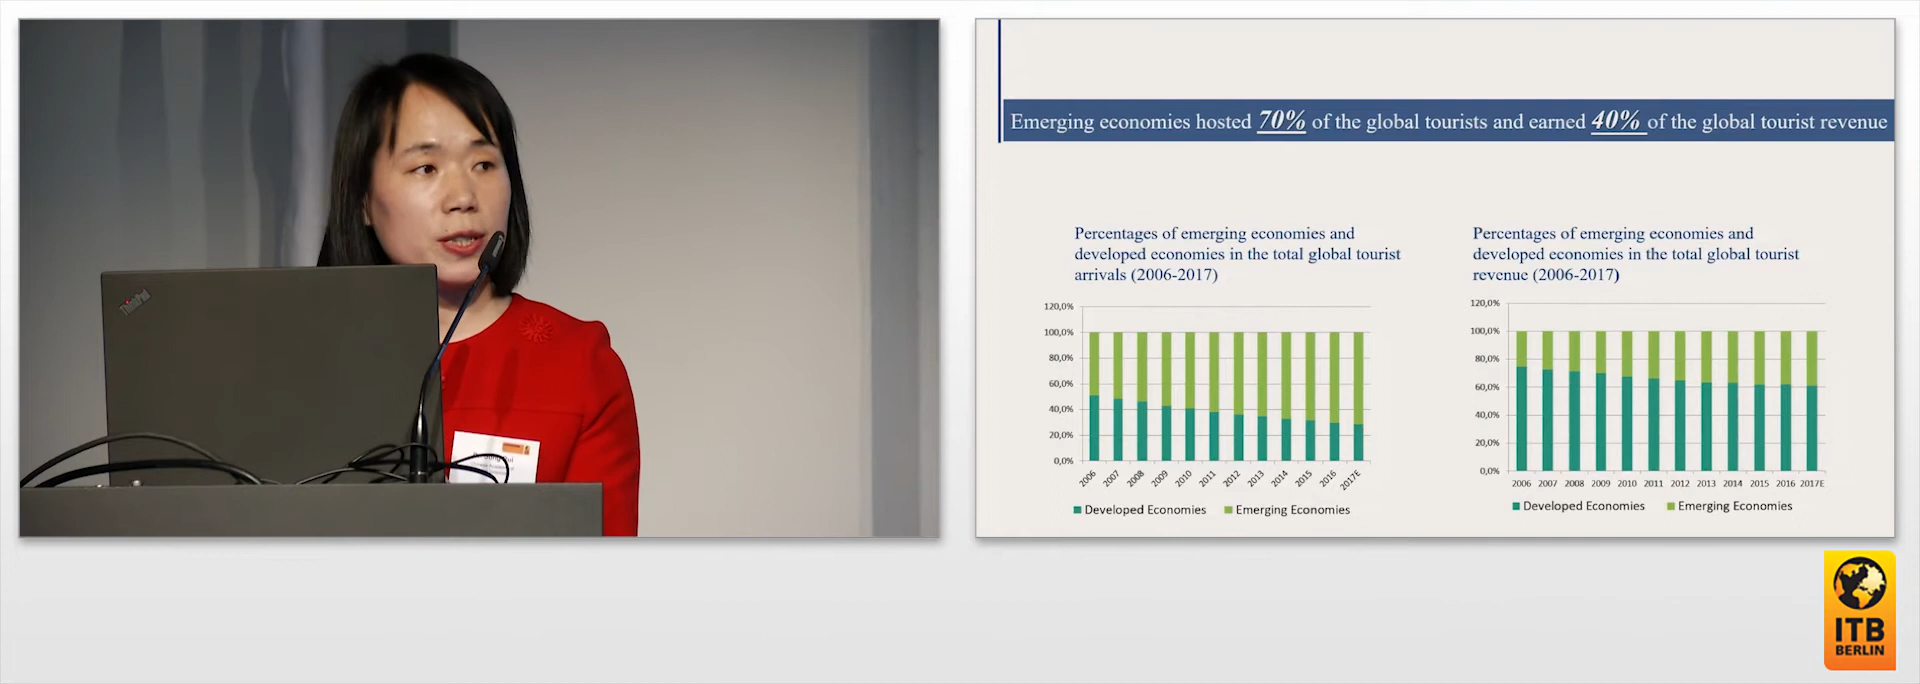 ThinkPad
Emerging economies hosted 70% of the global tourists and earned 40% of the global tourist revenue
Percentages of emerging economies and
developed economies in the total global tourist
arrivals (2006-2017)
120,0%
100,0%
80,0%
60,0%
40,0%
20,0%
0,0%
2006 2007 2008 2009 2010 2011 2012 2013 2014 2015 2016 2017E
Developed Economies Emerging Economies
Percentages of emerging economies and
developed economies in the total global tourist
revenue (2006-2017)
120,0%
100,0%
80,0%
60,0%
40,0%
20,0%
0,0%
2006 2007 2008 2009 2010 2011 2012 2013 2014 2015 2016 2017E
Developed Economies Emerging Economies
ITB
BERLIN